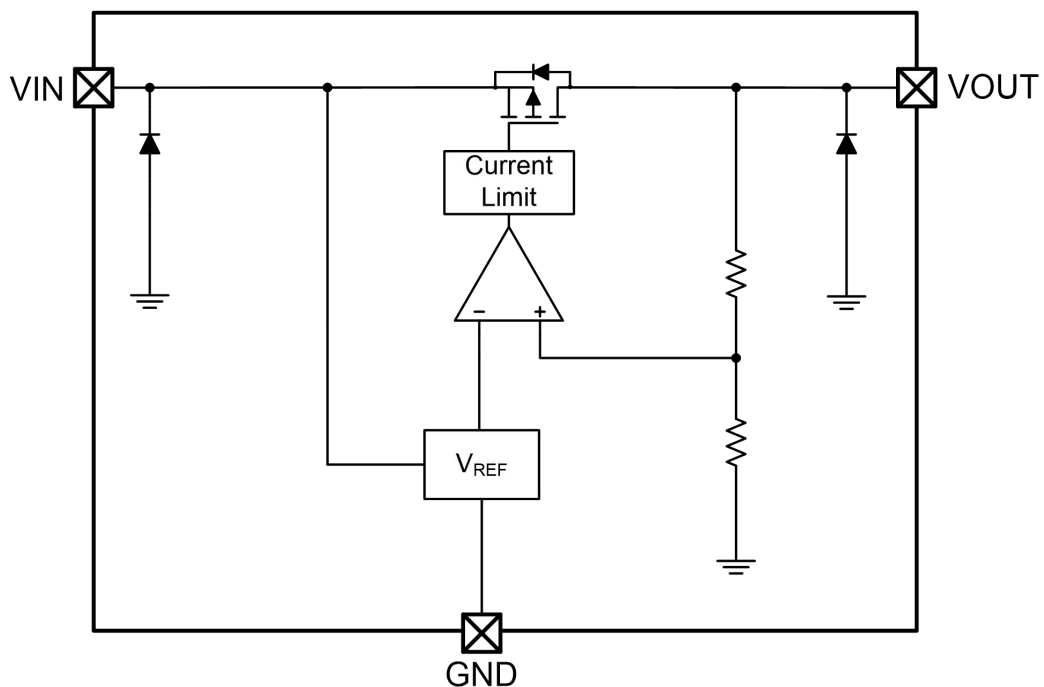 VIN
VOUT
Current
Limit
- +
VREF
GND